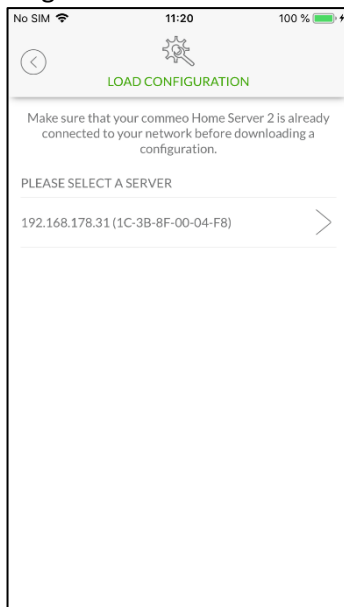 No SIM 11:20 100 %
LOAD CONFIGURATION
Make sure that your commeo Home Server 2 is already
connected to your network before downloading a
configuration.
PLEASE SELECT A SERVER
192.168.178.31 (1C-3B-8F-00-04-F8)